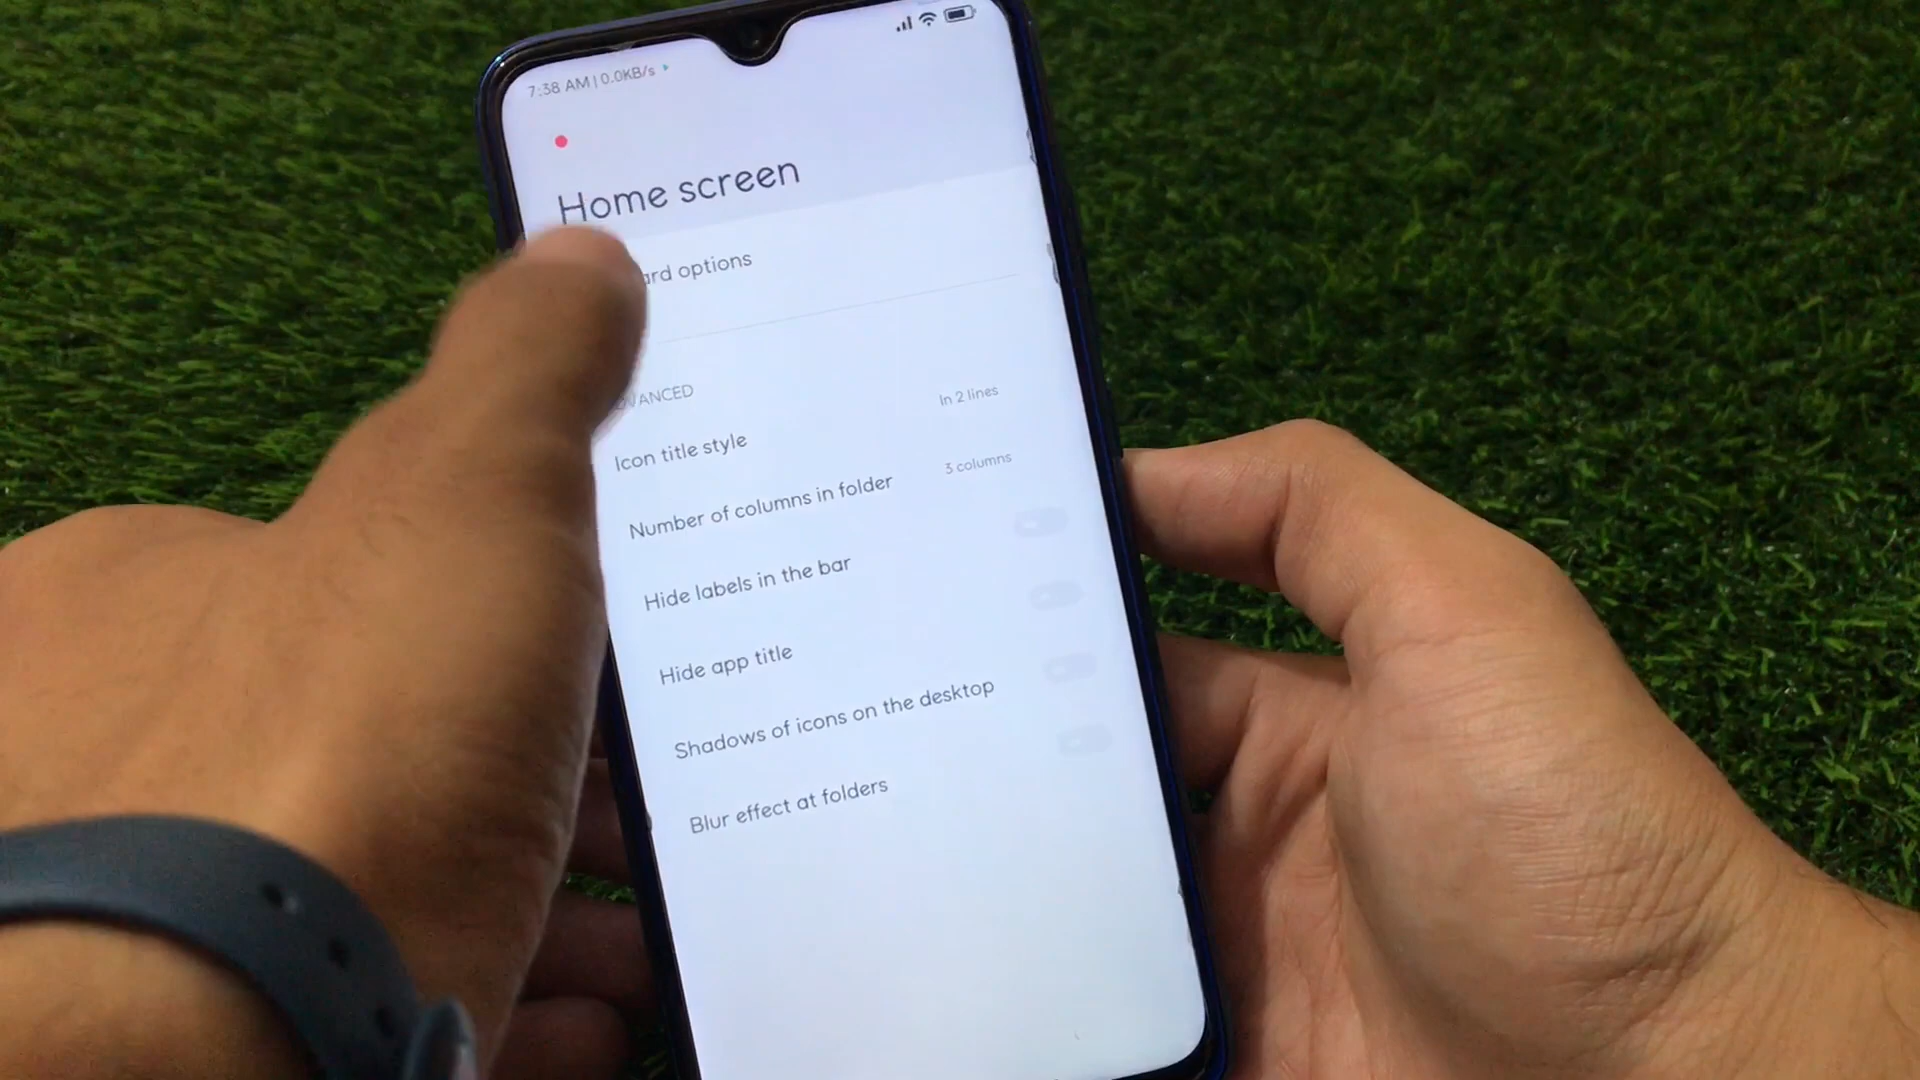 7:38 AM | 0.0KB/s
Home screen
options
In 2 lines
Icon title style
3 columns
Number of columns in folder
Hide labels in the bar
Hide app title
Shadows of icons on the desktop
Blur effect at folders